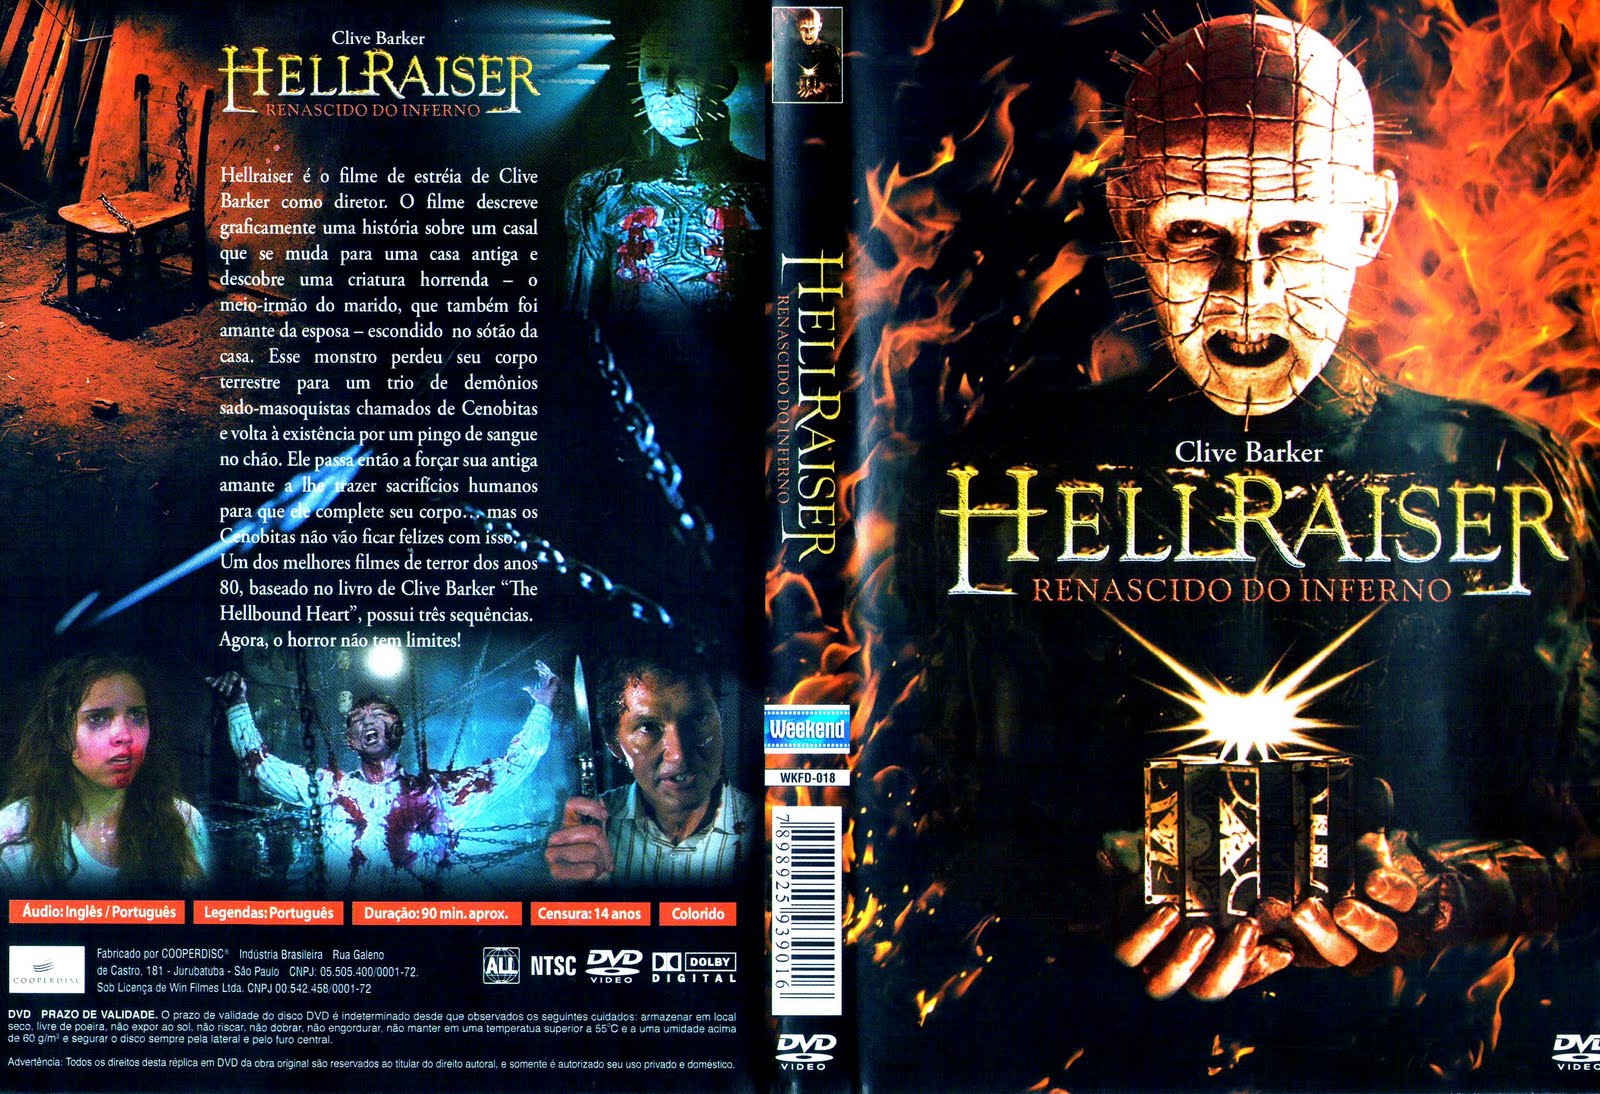 Clive Barker
HELLRAISER
RENASCIDO DO INFERNO
Hellraiser é o filme de estréia de Clive
Barker como diretor. O filme descreve
graficamente uma história sobre um casal
que se muda para uma casa antiga e
descobre uma criatura horrenda – o
meio-irmão do marido, que também foi
amante da esposa – escondido no sótão da
casa. Esse monstro perdeu seu corpo
terrestre para um trio de demônios
sado-masoquistas chamados de Cenobitas
e volta à existência por um pingo de sangue
no chão. Ele passa então a forçar sua antiga
amante a lhe trazer sacrifícios humanos
para que ele complete seu corpo... mas os
Cenobitas não vão ficar felizes com isso.
Um dos melhores filmes de terror dos anos
80, baseado no livro de Clive Barker “The
Hellbound Heart”, possui três sequências.
Agora, o horror não tem limites!
Áudio: Inglês / Português
Legendas: Português
Duração: 90 min. aprox.
Censura: 14 anos
Colorido
COOPERDISC
Fabricado por COOPERDISC® Indústria Brasileira Rua Galeno
de Castro, 181 - Jurubatuba - São Paulo CNPJ: 05.505.400/0001-72.
Sob Licença de Win Filmes Ltda. CNPJ 00.542.458/0001-72
ALL
NTSC
DVD
VIDEO
DOLBY
DIGITAL
DVD PRAZO DE VALIDADE. O prazo de validade do disco DVD é indeterminado desde que observados os seguintes cuidados: armazenar em local
seco, livre de poeira, não expor ao sol, não riscar, não dobrar, não engordurar, não manter em uma temperatua superior a 55°C e a uma umidade acima
de 60 g/m³ e segurar o disco sempre pela lateral e pelo furo central.
Advertência: Todos os direitos desta réplica em DVD da obra original são reservados ao titular do direito autoral, e somente é autorizado seu uso privado e doméstico.
HELLRAISER
RENASCIDO DO INFERNO
Weekend
WKFD-018
7898925939016
DVD
VIDEO
Clive Barker
HELLRAISER
RENASCIDO DO INFERNO
DVD
VIDEO